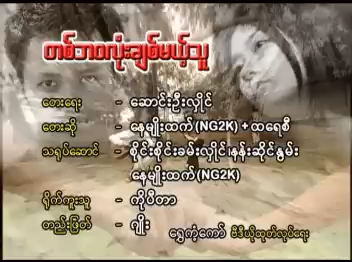 တစ်ဘဝလုံးချစ်မယ့်သူ
တေးရေး - ဆောင်းဦးလှိုင်
တေးဆို - နေမျိုးထက်(NG2K) + ထရေစီ
သရုပ်ဆောင် - စိုင်းစိုင်းခမ်းလှိုင်၊နန်းဆိုင်နွမ်း
နေမျိုးထက်(NG2K)
ရိုက်ကူးသူ - ကိုပီတာ
တည်းဖြတ် - ဂျိုး
ရွှေကံ့ကော် ဗီဒီယိုထုတ်လုပ်ရေး